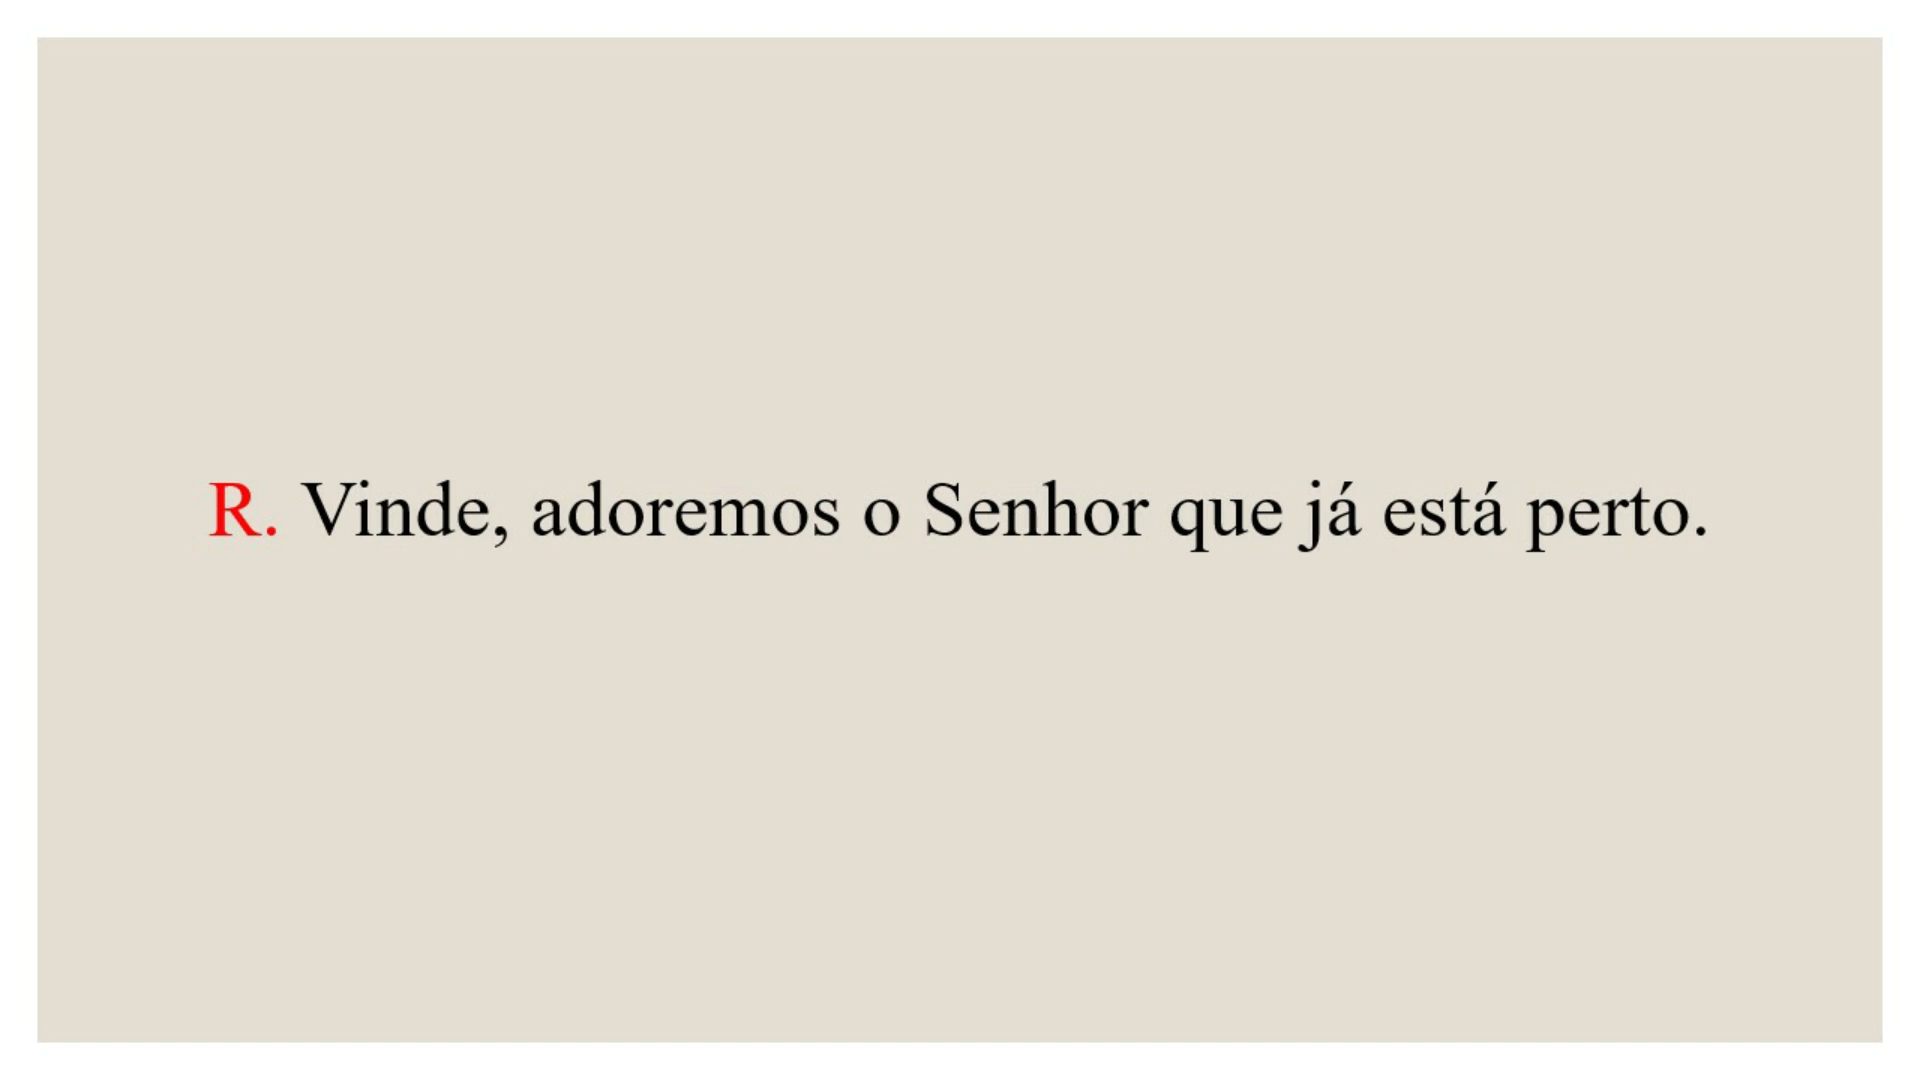 R. Vinde, adoremos o Senhor que já está perto.